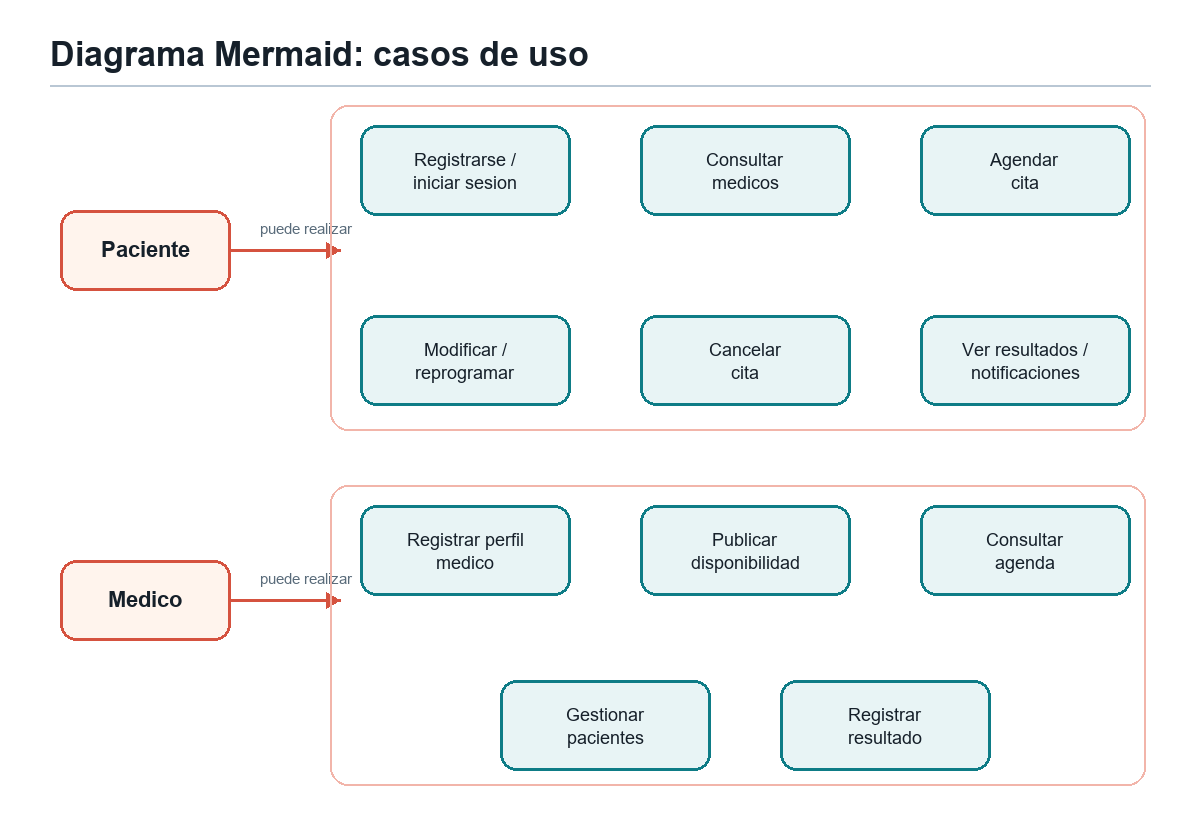 Diagrama Mermaid: casos de uso
Registrarse /
iniciar sesion
Consultar
medicos
Agendar
cita
Paciente
puede realizar
Modificar /
reprogramar
Cancelar
cita
Ver resultados /
notificaciones
Registrar perfil
medico
Publicar
disponibilidad
Consultar
agenda
Medico
puede realizar
Gestionar
pacientes
Registrar
resultado